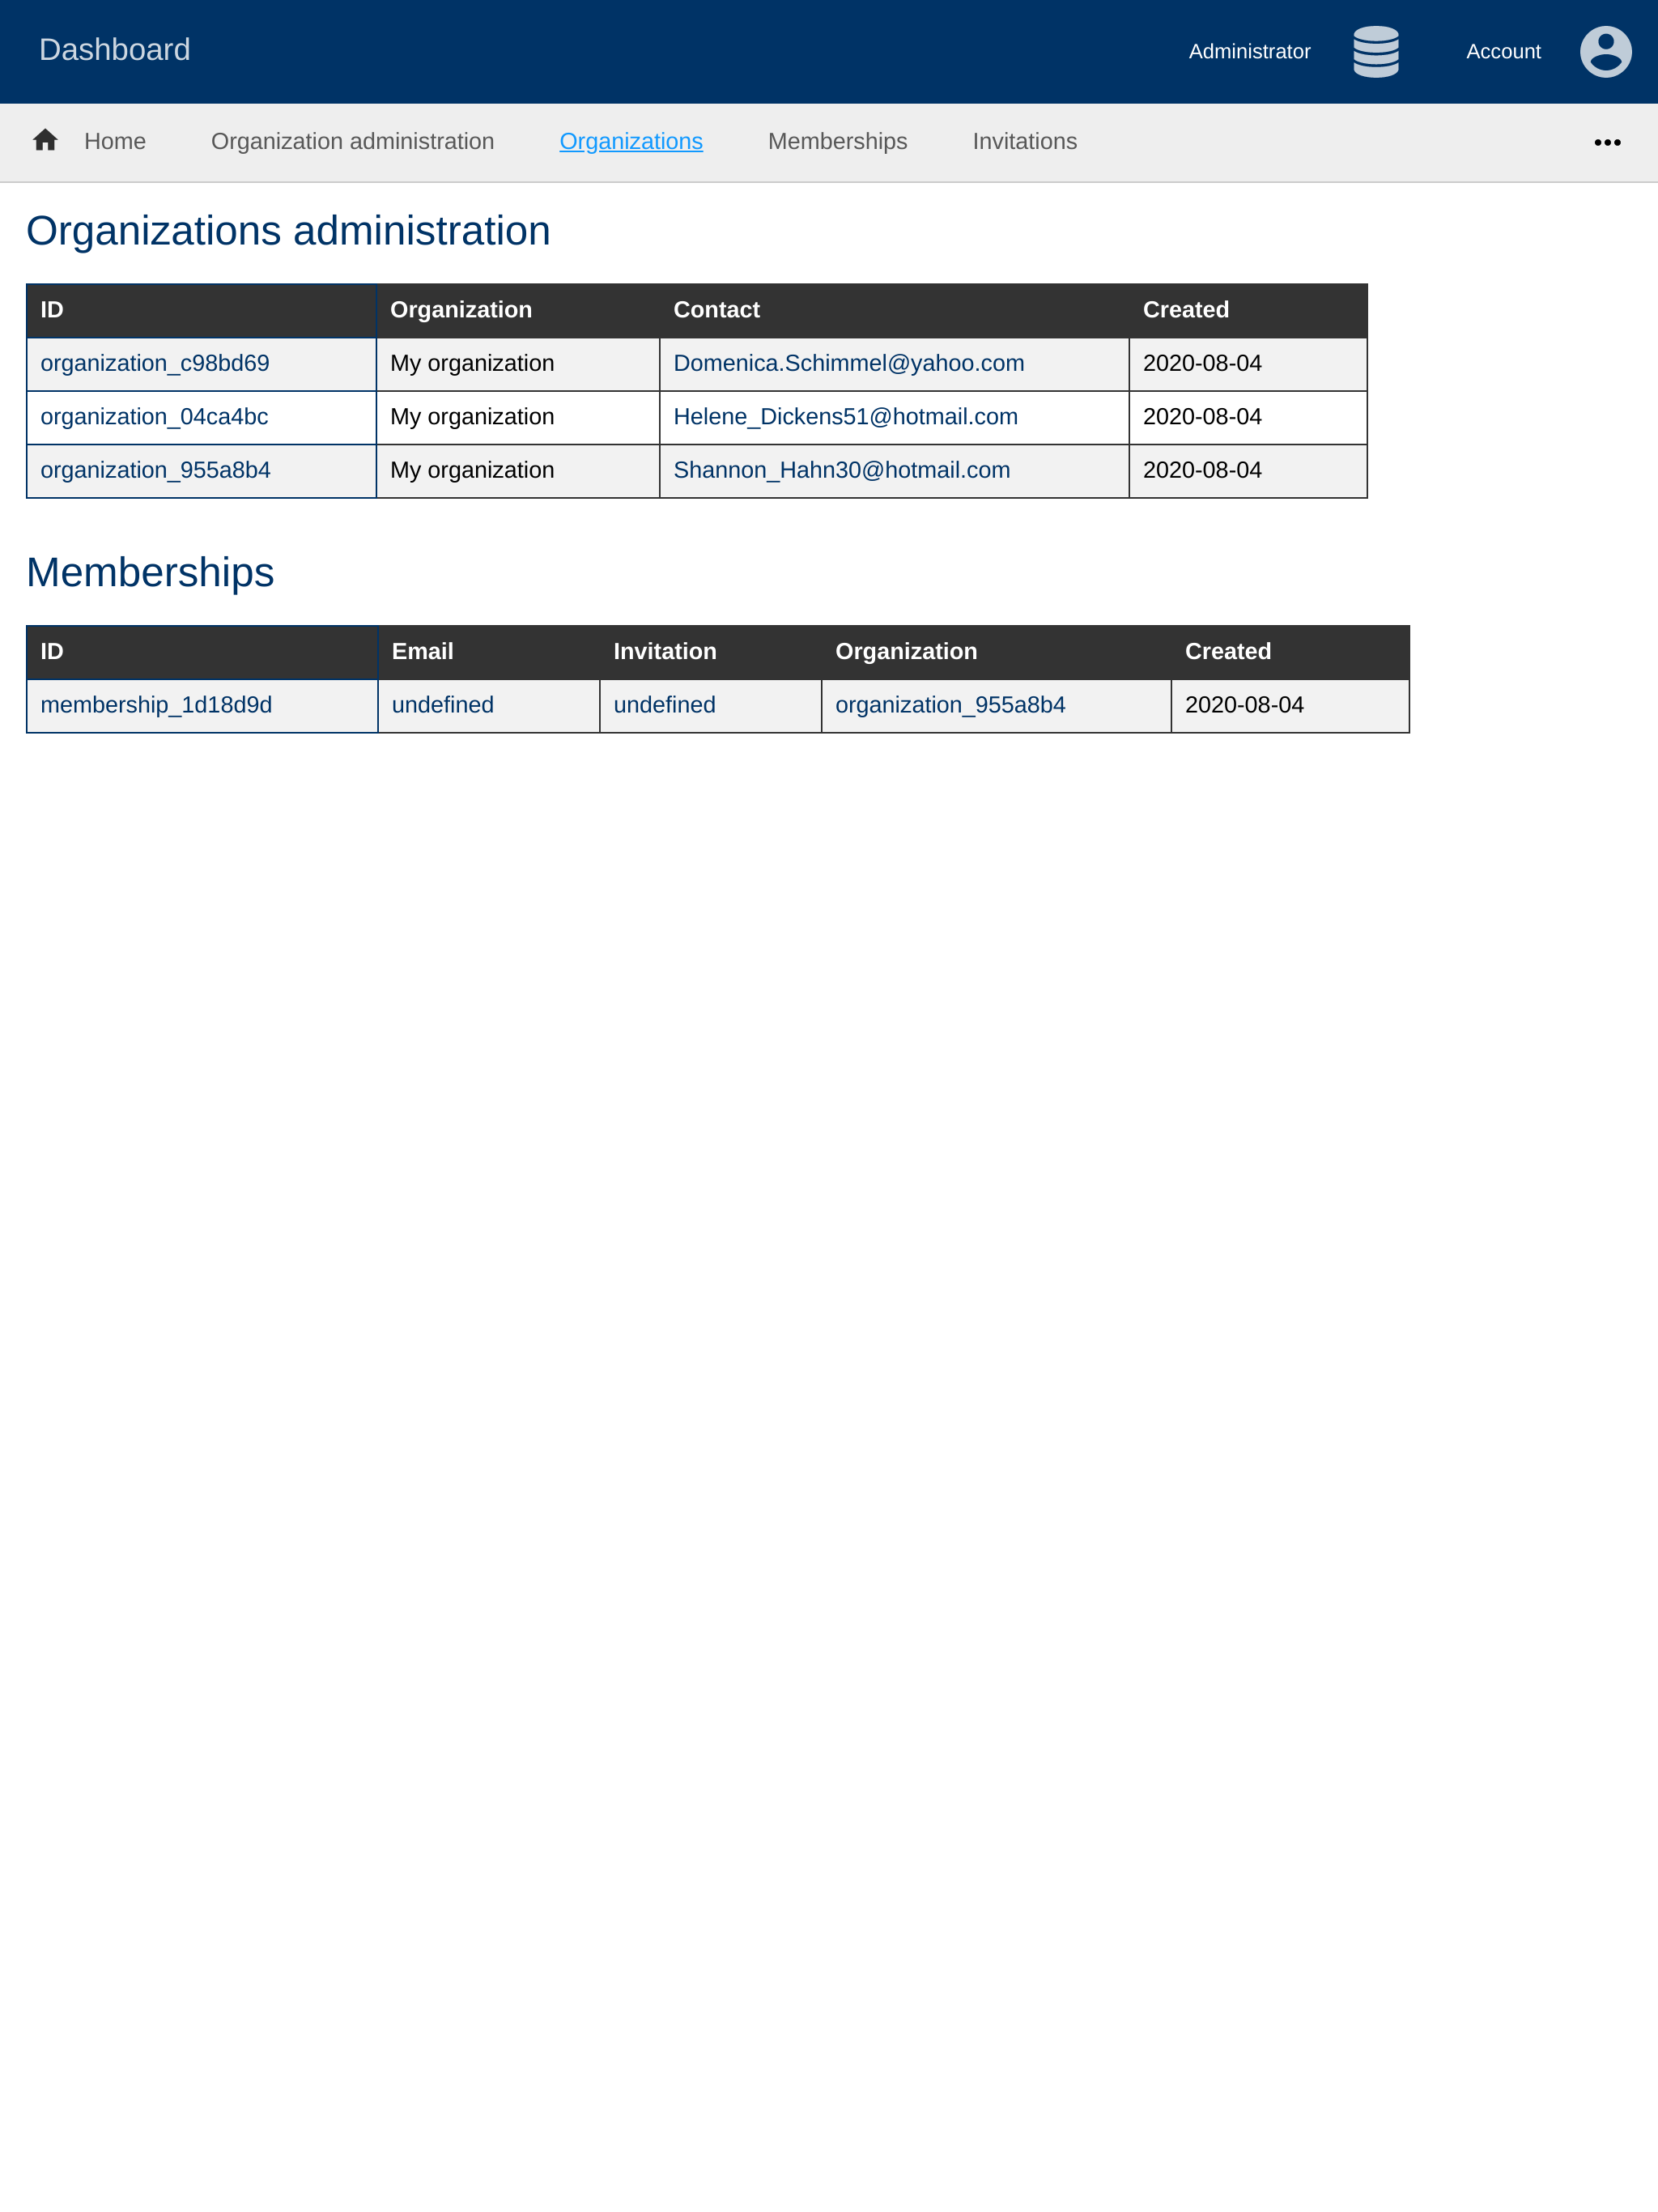 Dashboard Administrator Account
Home Organization administration Organizations Memberships Invitations •••
Organizations administration
ID Organization Contact Created
organization_c98bd69 My organization Domenica.Schimmel@yahoo.com 2020-08-04
organization_04ca4bc My organization Helene_Dickens51@hotmail.com 2020-08-04
organization_955a8b4 My organization Shannon_Hahn30@hotmail.com 2020-08-04
Memberships
ID Email Invitation Organization Created
membership_1d18d9d undefined undefined organization_955a8b4 2020-08-04